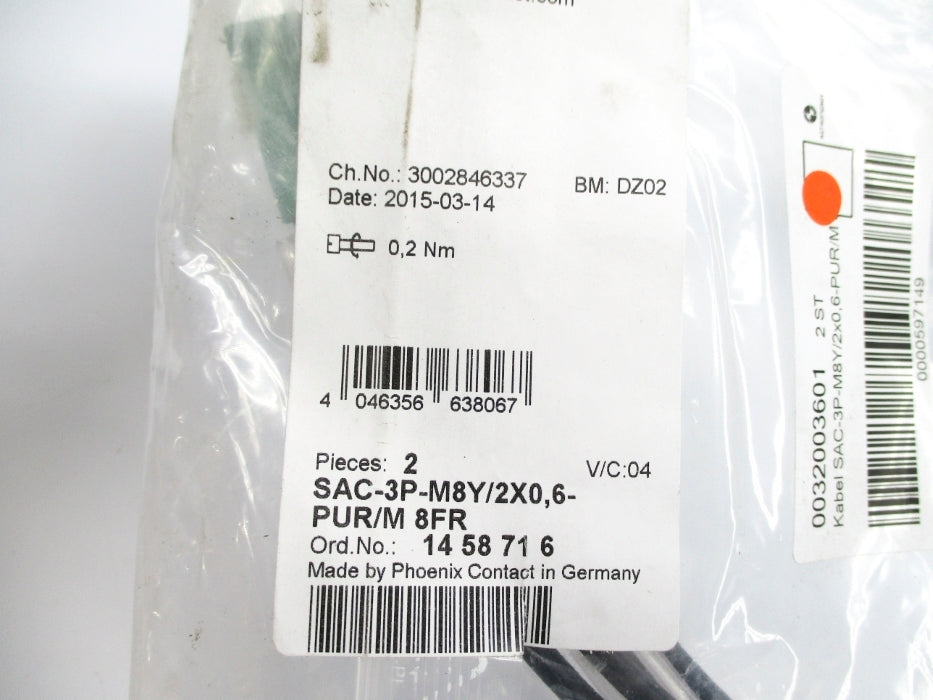 Ch.No.: 3002846337
BM: DZ02
Date: 2015-03-14
0,2 Nm
4 046356 638067
Pieces: 2
V/C:04
SAC-3P-M8Y/2X0,6-
PUR/M 8FR
Ord.No.: 14 58 71 6
Made by Phoenix Contact in Germany
0032003601 2 ST
Kabel SAC-3P-M8Y/2x0,6-PUR/M
0000597149